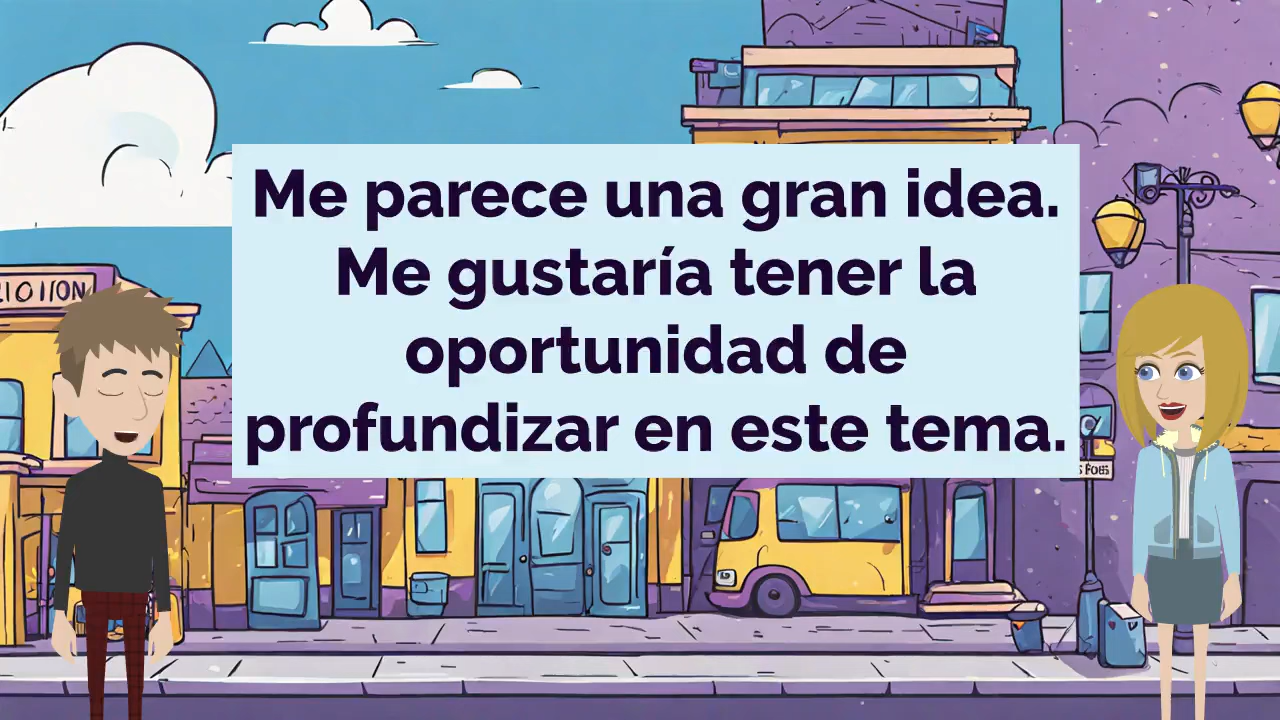 Me parece una gran idea.
Me gustaría tener la
oportunidad de
profundizar en este tema.